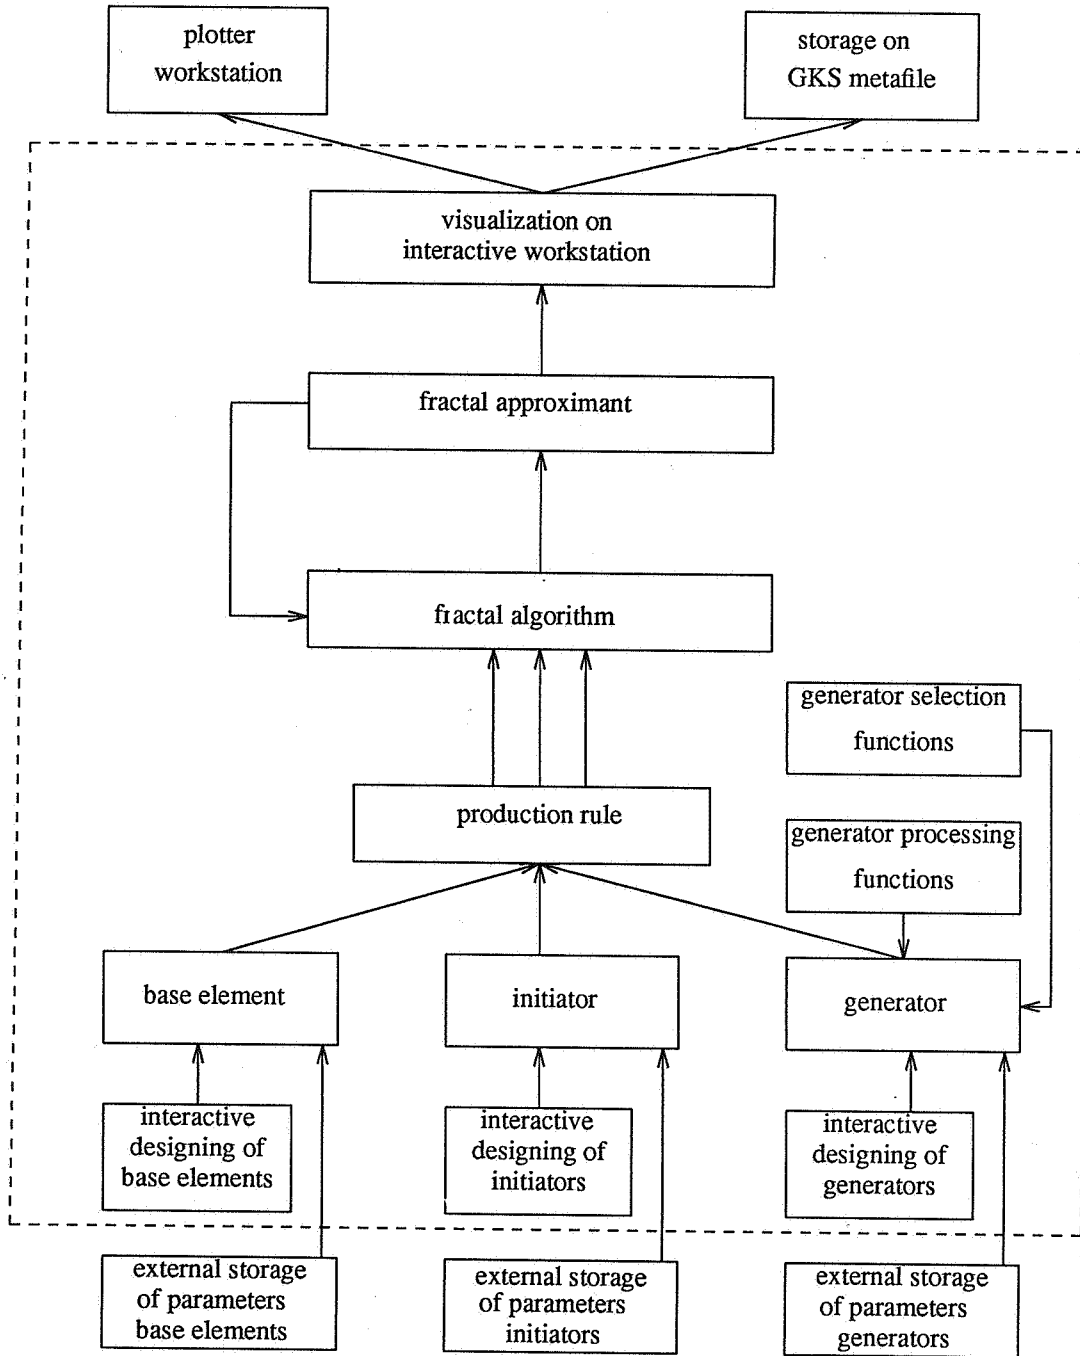 plotter
workstation
storage on
GKS metafile
visualization on
interactive workstation
fractal approximant
fractal algorithm
generator selection
functions
production rule
generator processing
functions
base element
initiator
generator
interactive
designing of
base elements
interactive
designing of
initiators
interactive
designing of
generators
external storage
of parameters
base elements
external storage
of parameters
initiators
external storage
of parameters
generators